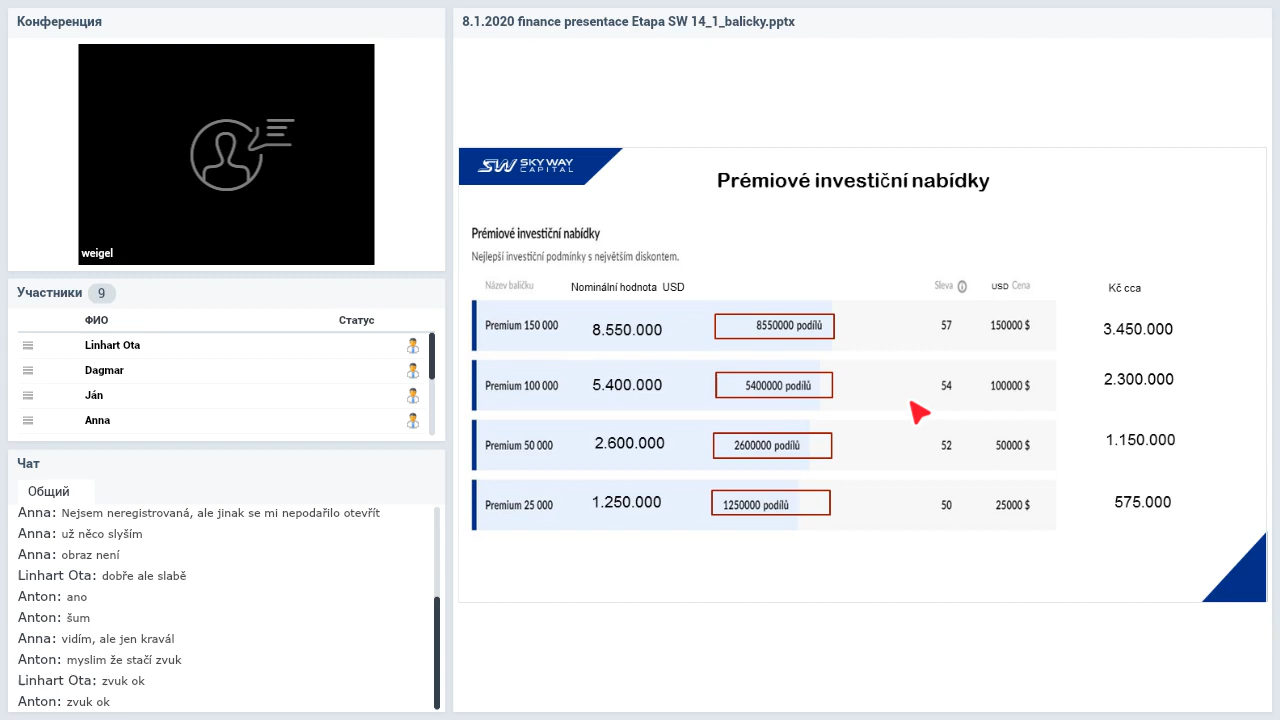 Конференция
weigel
Участники 9
ФИО Статус
Linhart Ota
Dagmar
Ján
Anna
Чат
Общий
Anna: Nejsem neregistrovaná, ale jinak se mi nepodařilo otevřít
Anna: už něco slyším
Anna: obraz není
Linhart Ota: dobře ale slabě
Anton: ano
Anton: šum
Anna: vidím, ale jen kravál
Anton: myslim že stačí zvuk
Linhart Ota: zvuk ok
Anton: zvuk ok
8.1.2020 finance presentace Etapa SW 14_1_balicky.pptx
SW SKY WAY
CAPITAL
Prémiové investiční nabídky
Prémiové investiční nabídky
Nejlepší investiční podmínky s největším diskontem.
Název balíčku Nominální hodnota USD Sleva USD Cena Kč cca
Premium 150 000 8.550.000 8550000 podílů 57 150000 $ 3.450.000
Premium 100 000 5.400.000 5400000 podílů 54 100000 $ 2.300.000
Premium 50 000 2.600.000 2600000 podílů 52 50000 $ 1.150.000
Premium 25 000 1.250.000 1250000 podílů 50 25000 $ 575.000